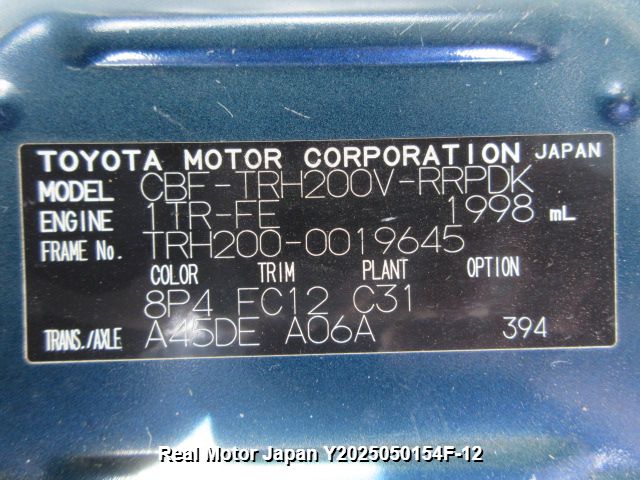 TOYOTA MOTOR CORPORATION JAPAN
MODEL CBF-TRH200V-RRPDK
ENGINE 1TR-FE 1998 mL
FRAME No. TRH200-0019645
COLOR TRIM PLANT OPTION
8P4 FC12 C31
TRANS./AXLE A45DE A06A 394
Real Motor Japan Y2025050154F-12